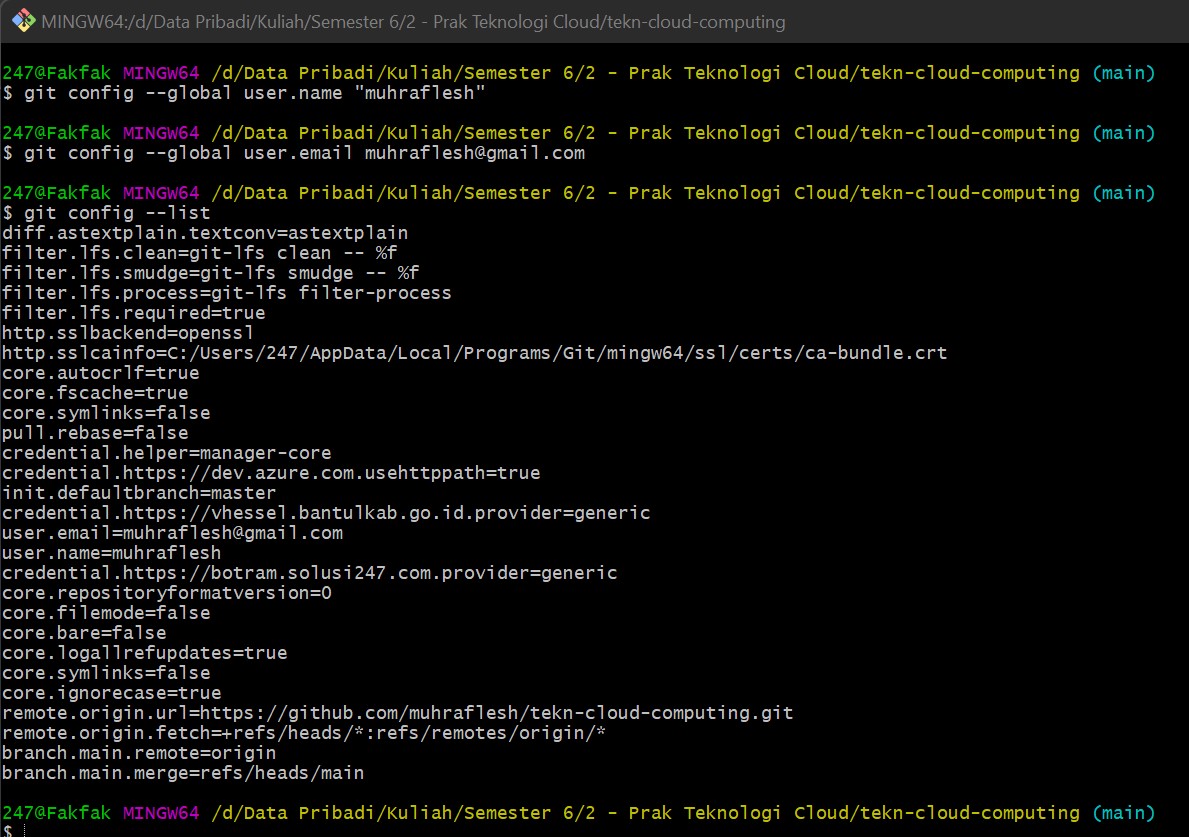 MINGW64:/d/Data Pribadi/Kuliah/Semester 6/2 - Prak Teknologi Cloud/tekn-cloud-computing
247@Fakfak MINGW64 /d/Data Pribadi/Kuliah/Semester 6/2 - Prak Teknologi Cloud/tekn-cloud-computing (main)
$ git config --global user.name "muhraflesh"
247@Fakfak MINGW64 /d/Data Pribadi/Kuliah/Semester 6/2 - Prak Teknologi Cloud/tekn-cloud-computing (main)
$ git config --global user.email muhraflesh@gmail.com
247@Fakfak MINGW64 /d/Data Pribadi/Kuliah/Semester 6/2 - Prak Teknologi Cloud/tekn-cloud-computing (main)
$ git config --list
diff.astextplain.textconv=astextplain
filter.lfs.clean=git-lfs clean -- %f
filter.lfs.smudge=git-lfs smudge -- %f
filter.lfs.process=git-lfs filter-process
filter.lfs.required=true
http.sslbackend=openssl
http.sslcainfo=C:/Users/247/AppData/Local/Programs/Git/mingw64/ssl/certs/ca-bundle.crt
core.autocrlf=true
core.fscache=true
core.symlinks=false
pull.rebase=false
credential.helper=manager-core
credential.https://dev.azure.com.usehttppath=true
init.defaultbranch=master
credential.https://vhessel.bantulkab.go.id.provider=generic
user.email=muhraflesh@gmail.com
user.name=muhraflesh
credential.https://botram.solusi247.com.provider=generic
core.repositoryformatversion=0
core.filemode=false
core.bare=false
core.logallrefupdates=true
core.symlinks=false
core.ignorecase=true
remote.origin.url=https://github.com/muhraflesh/tekn-cloud-computing.git
remote.origin.fetch=+refs/heads/*:refs/remotes/origin/*
branch.main.remote=origin
branch.main.merge=refs/heads/main
247@Fakfak MINGW64 /d/Data Pribadi/Kuliah/Semester 6/2 - Prak Teknologi Cloud/tekn-cloud-computing (main)
$